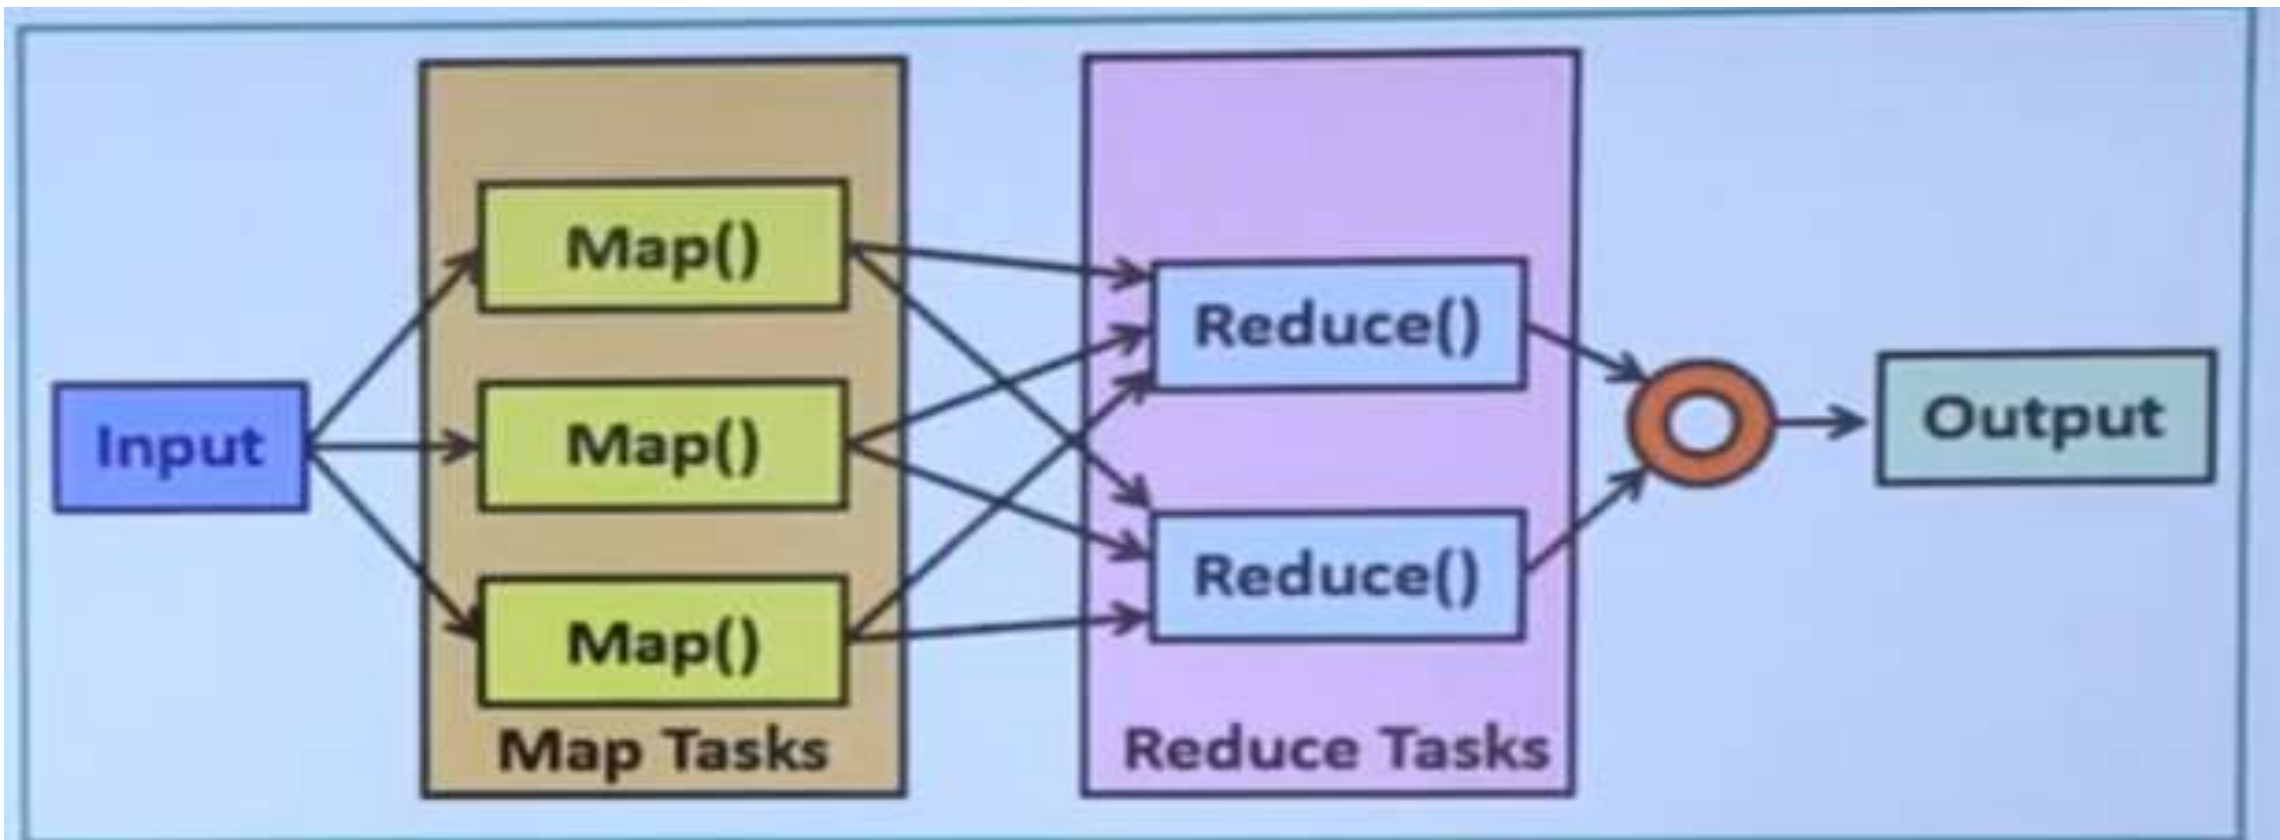 Input
Map()
Map()
Map()
Map Tasks
Reduce()
Reduce()
Reduce Tasks
Output